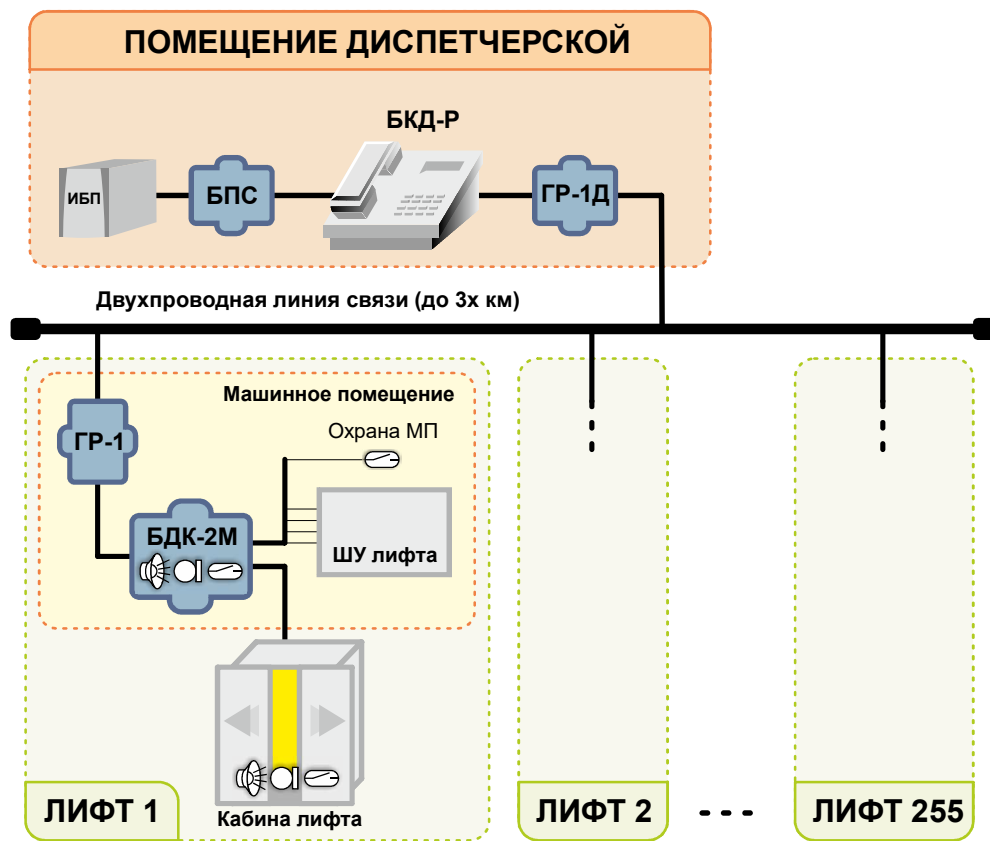 ПОМЕЩЕНИЕ ДИСПЕТЧЕРСКОЙ
БКД-Р
ИБП
БПС
ГР-1Д
Двухпроводная линия связи (до 3х км)
Машинное помещение
Охрана МП
ГР-1
БДК-2М
ШУ лифта
Кабина лифта
ЛИФТ 1
ЛИФТ 2
ЛИФТ 255